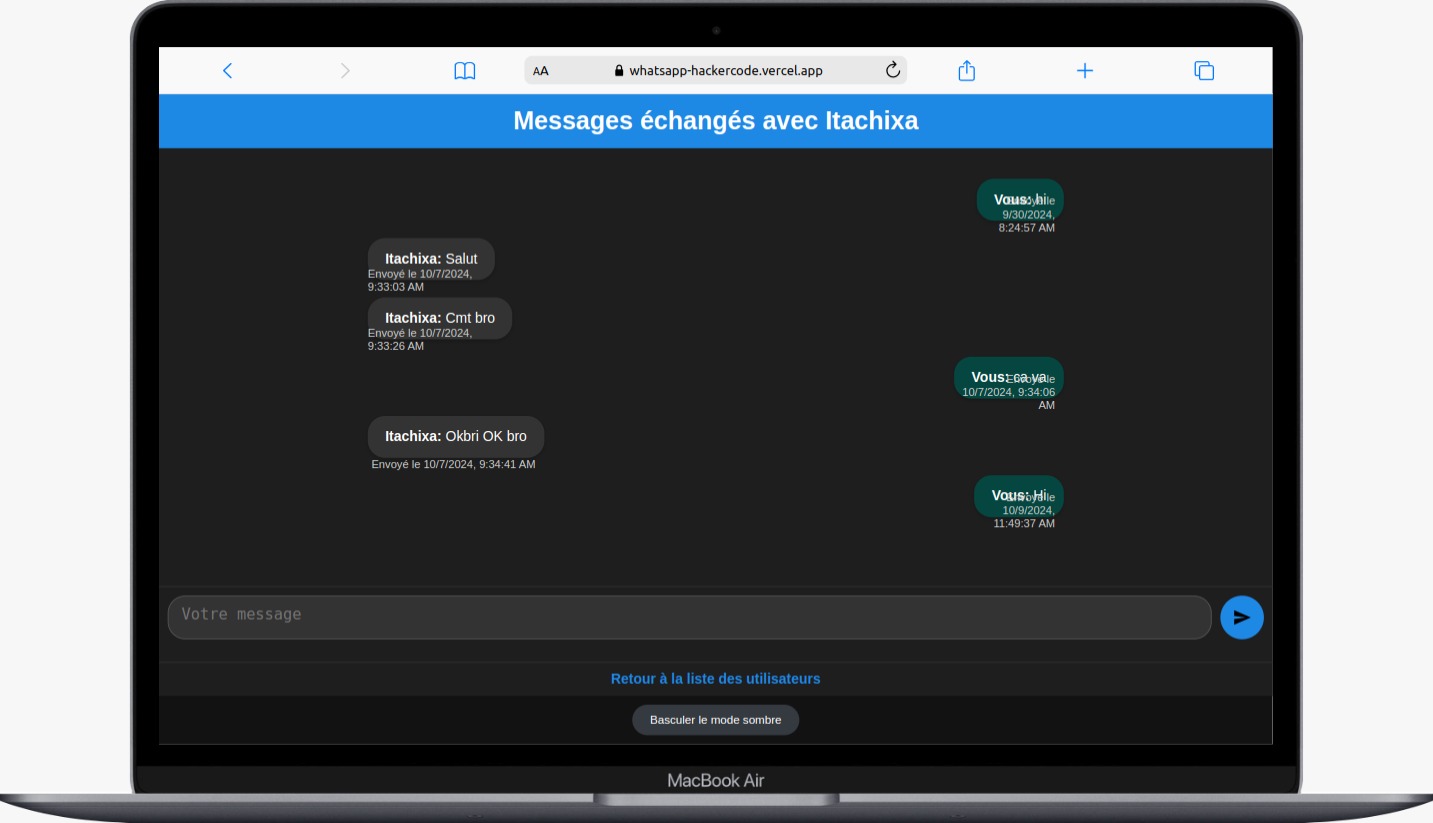 AA
whatsapp-hackercode.vercel.app
Messages échangés avec Itachixa
Vous: hi
Envoyé le
9/30/2024,
8:24:57 AM
Itachixa: Salut
Envoyé le 10/7/2024,
9:33:03 AM
Itachixa: Cmt bro
Envoyé le 10/7/2024,
9:33:26 AM
Vous: ca va
Envoyé le
10/7/2024, 9:34:06
AM
Itachixa: Okbri OK bro
Envoyé le 10/7/2024, 9:34:41 AM
Vous: Hi
Envoyé le
10/9/2024,
11:49:37 AM
Votre message
Retour à la liste des utilisateurs
Basculer le mode sombre
MacBook Air